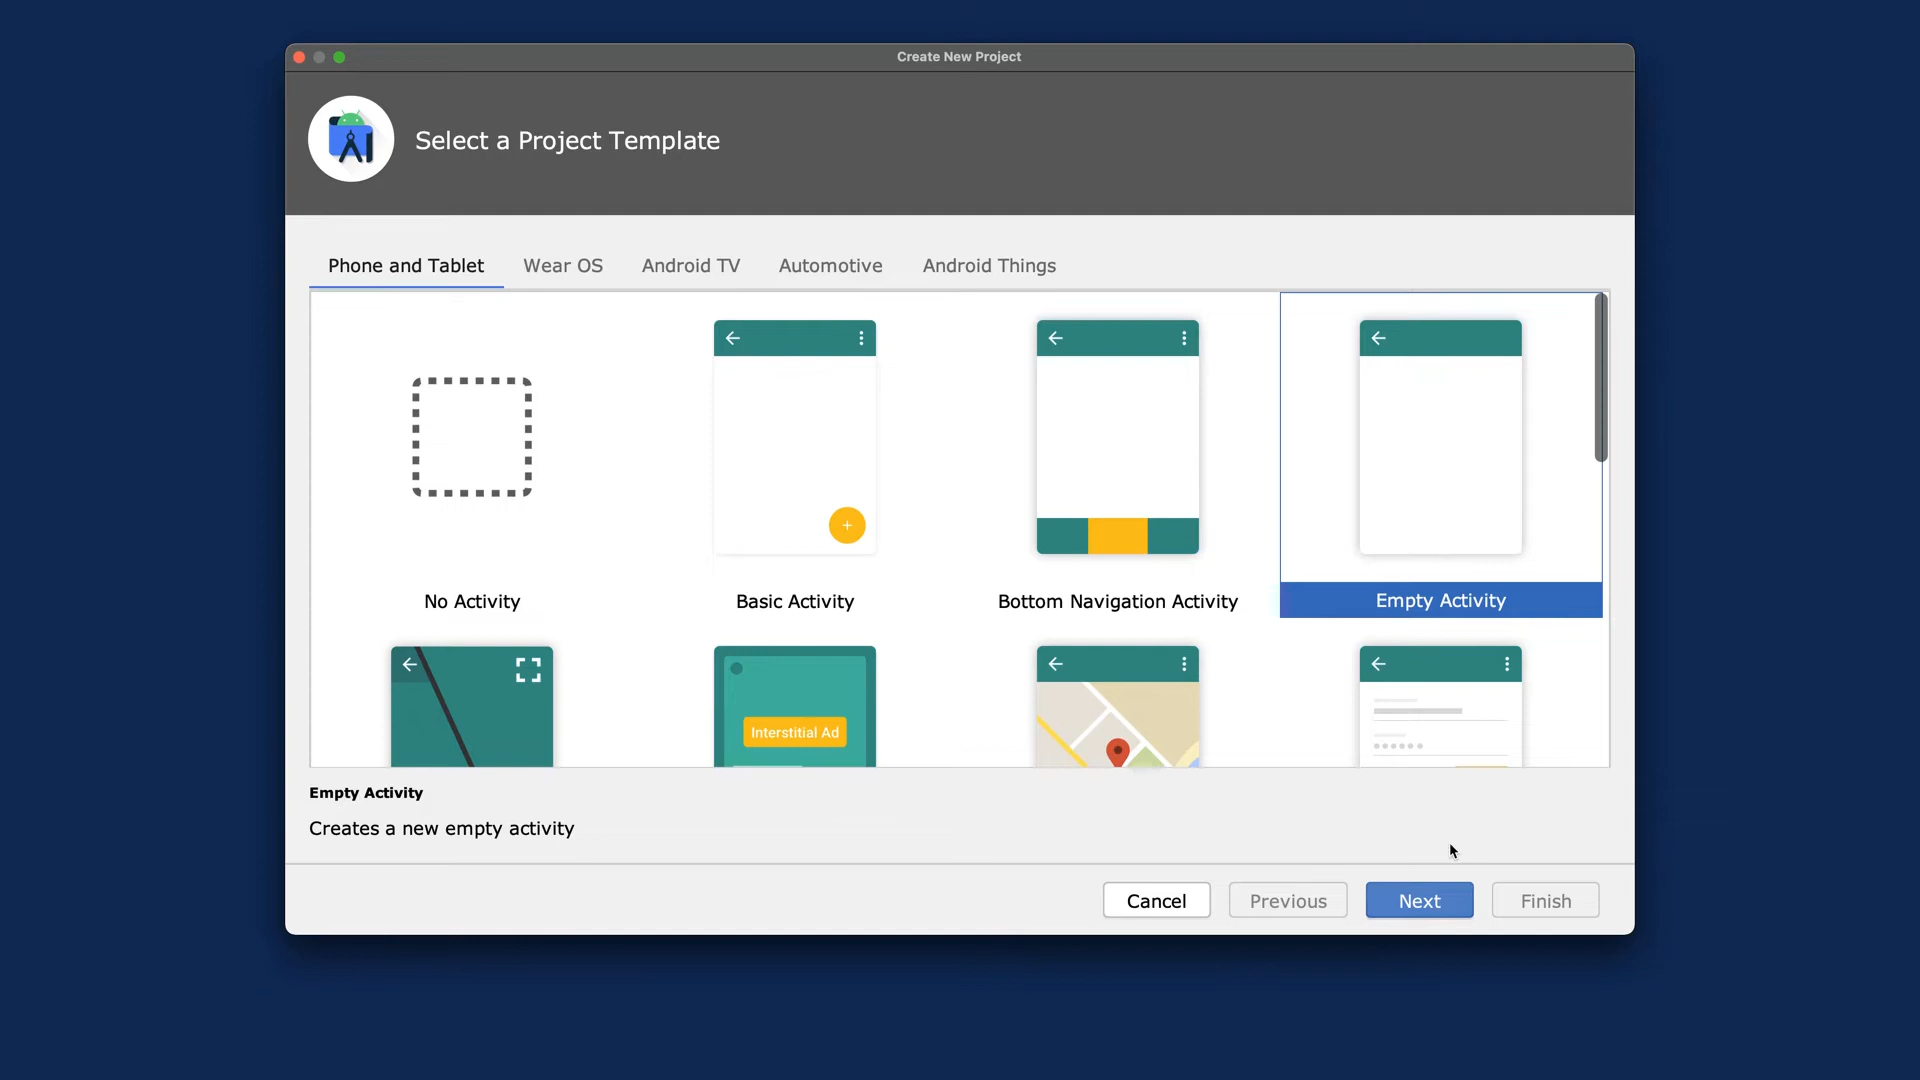 Create New Project
Select a Project Template
Phone and Tablet Wear OS Android TV Automotive Android Things
No Activity Basic Activity Bottom Navigation Activity Empty Activity
Interstitial Ad
Empty Activity
Creates a new empty activity
Cancel Previous Next Finish